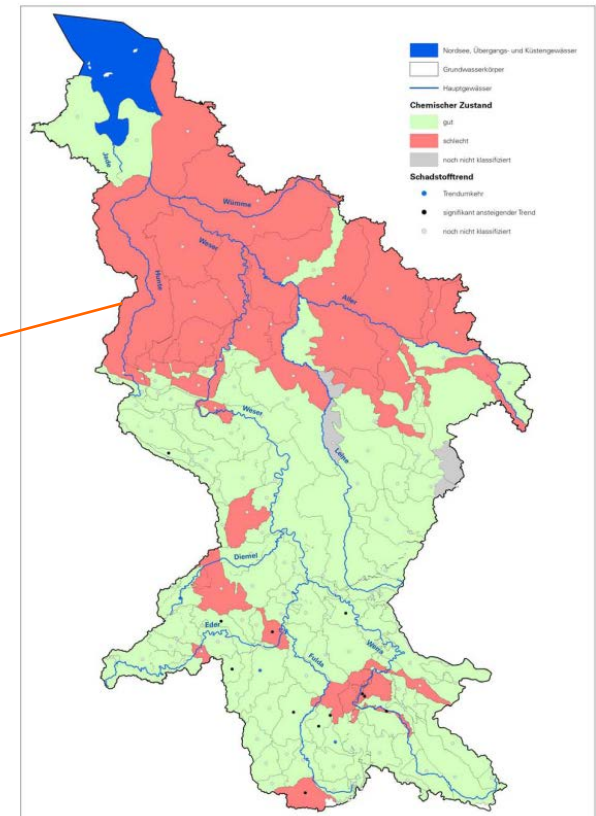 Nordsee, Übergangs- und Küstengewässer
Grundwasserkörper
Hauptgewässer
Chemischer Zustand
gut
schlecht
noch nicht klassifiziert
Schadstofftrend
Trendumkehr
signifikant ansteigender Trend
noch nicht klassifiziert
Jade
Wümme
Weser
Hunte
Aller
Weser
Leine
Diemel
Eder
Fulda
Werra